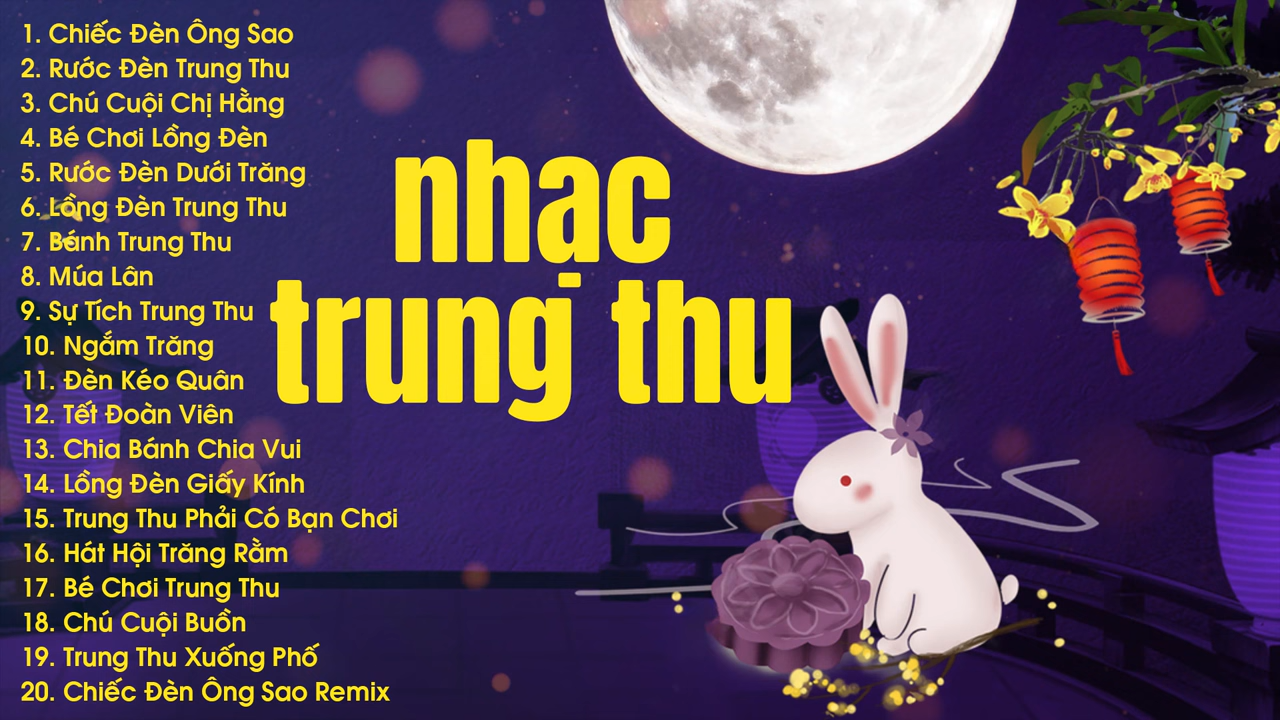 1. Chiếc Đèn Ông Sao
2. Rước Đèn Trung Thu
3. Chú Cuội Chị Hằng
4. Bé Chơi Lồng Đèn
5. Rước Đèn Dưới Trăng
6. Lồng Đèn Trung Thu
7. Bánh Trung Thu
8. Múa Lân
9. Sự Tích Trung Thu
10. Ngắm Trăng
11. Đèn Kéo Quân
12. Tết Đoàn Viên
13. Chia Bánh Chia Vui
14. Lồng Đèn Giấy Kính
15. Trung Thu Phải Có Bạn Chơi
16. Hát Hội Trăng Rằm
17. Bé Chơi Trung Thu
18. Chú Cuội Buồn
19. Trung Thu Xuống Phố
20. Chiếc Đèn Ông Sao Remix
nhạc
trung thu